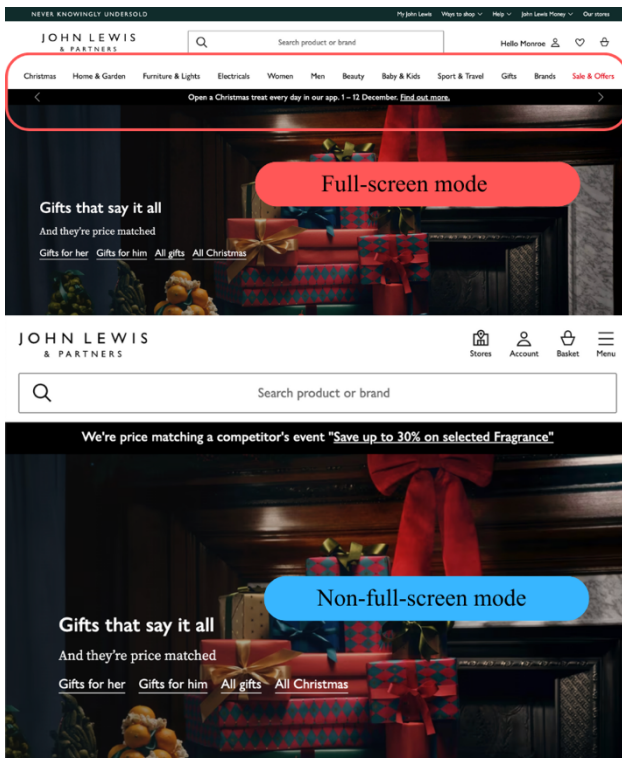 NEVER KNOWINGLY UNDERSOLD My John Lewis Ways to shop Help John Lewis Money Our stores
JOHN LEWIS
& PARTNERS
Search product or brand
Hello Monroe
Christmas Home & Garden Furniture & Lights Electricals Women Men Beauty Baby & Kids Sport & Travel Gifts Brands Sale & Offers
Open a Christmas treat every day in our app. 1 – 12 December. Find out more.
Full-screen mode
Gifts that say it all
And they're price matched
Gifts for her Gifts for him All gifts All Christmas
JOHN LEWIS
& PARTNERS
Stores Account Basket Menu
Search product or brand
We're price matching a competitor's event "Save up to 30% on selected Fragrance"
Non-full-screen mode
Gifts that say it all
And they're price matched
Gifts for her Gifts for him All gifts All Christmas